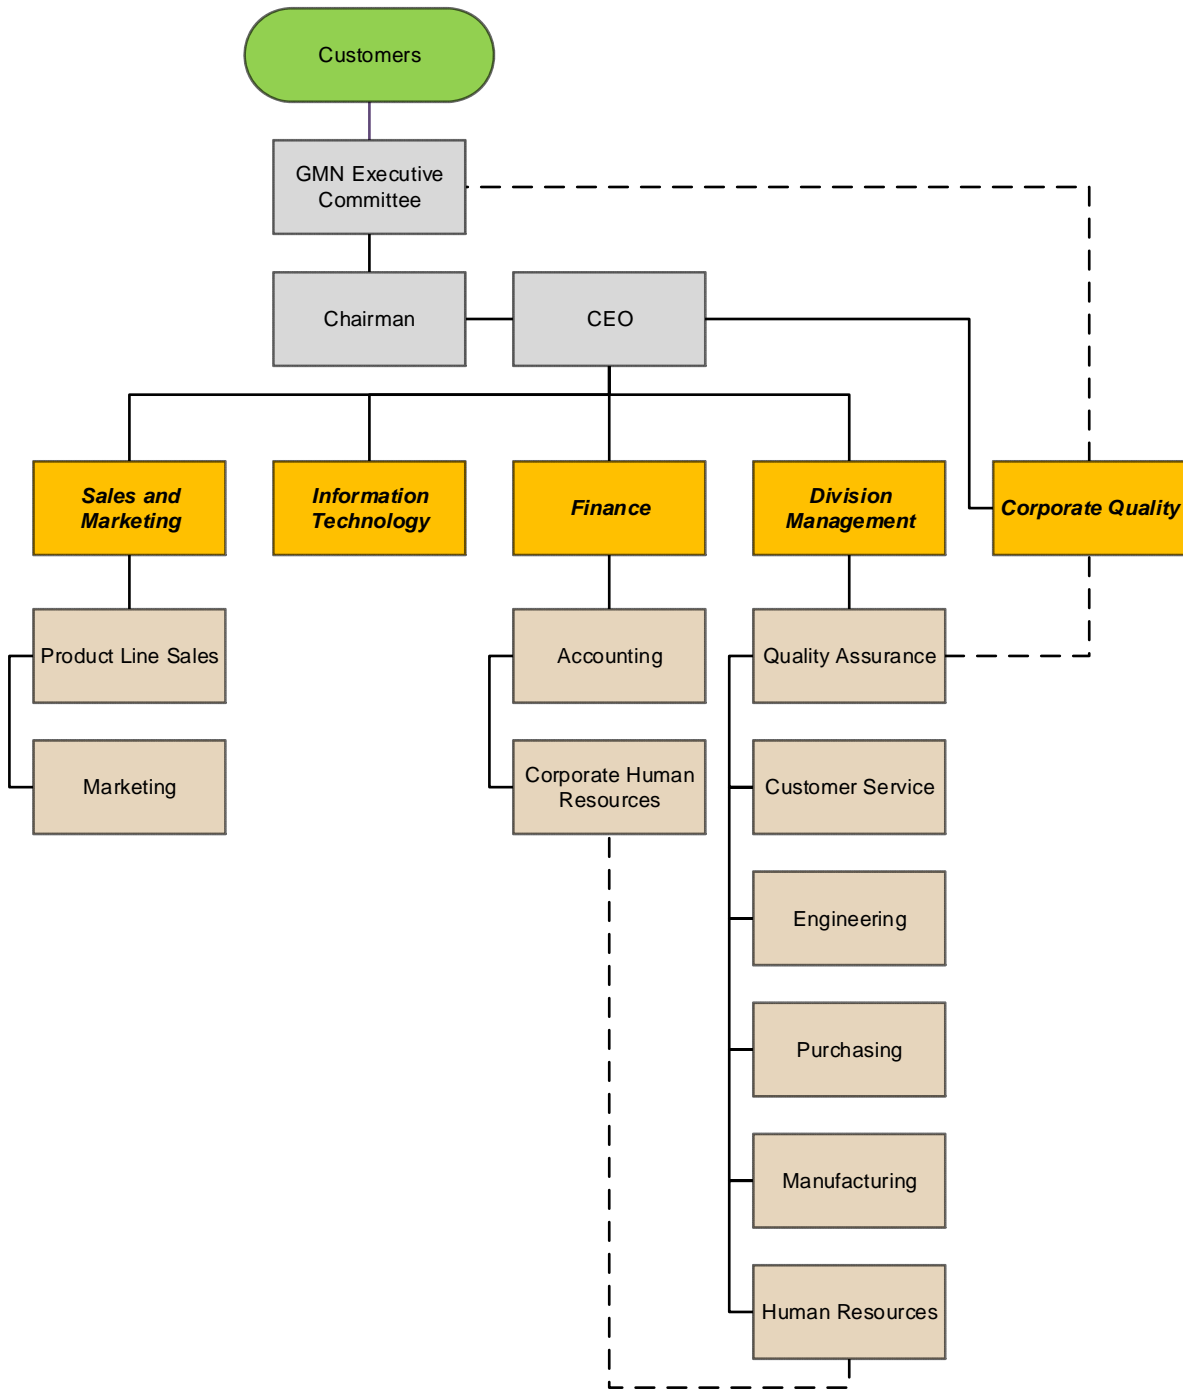 Customers
GMN Executive
Committee
Chairman
CEO
Sales and
Marketing
Information
Technology
Finance
Division
Management
Corporate Quality
Product Line Sales
Accounting
Quality Assurance
Marketing
Corporate Human
Resources
Customer Service
Engineering
Purchasing
Manufacturing
Human Resources